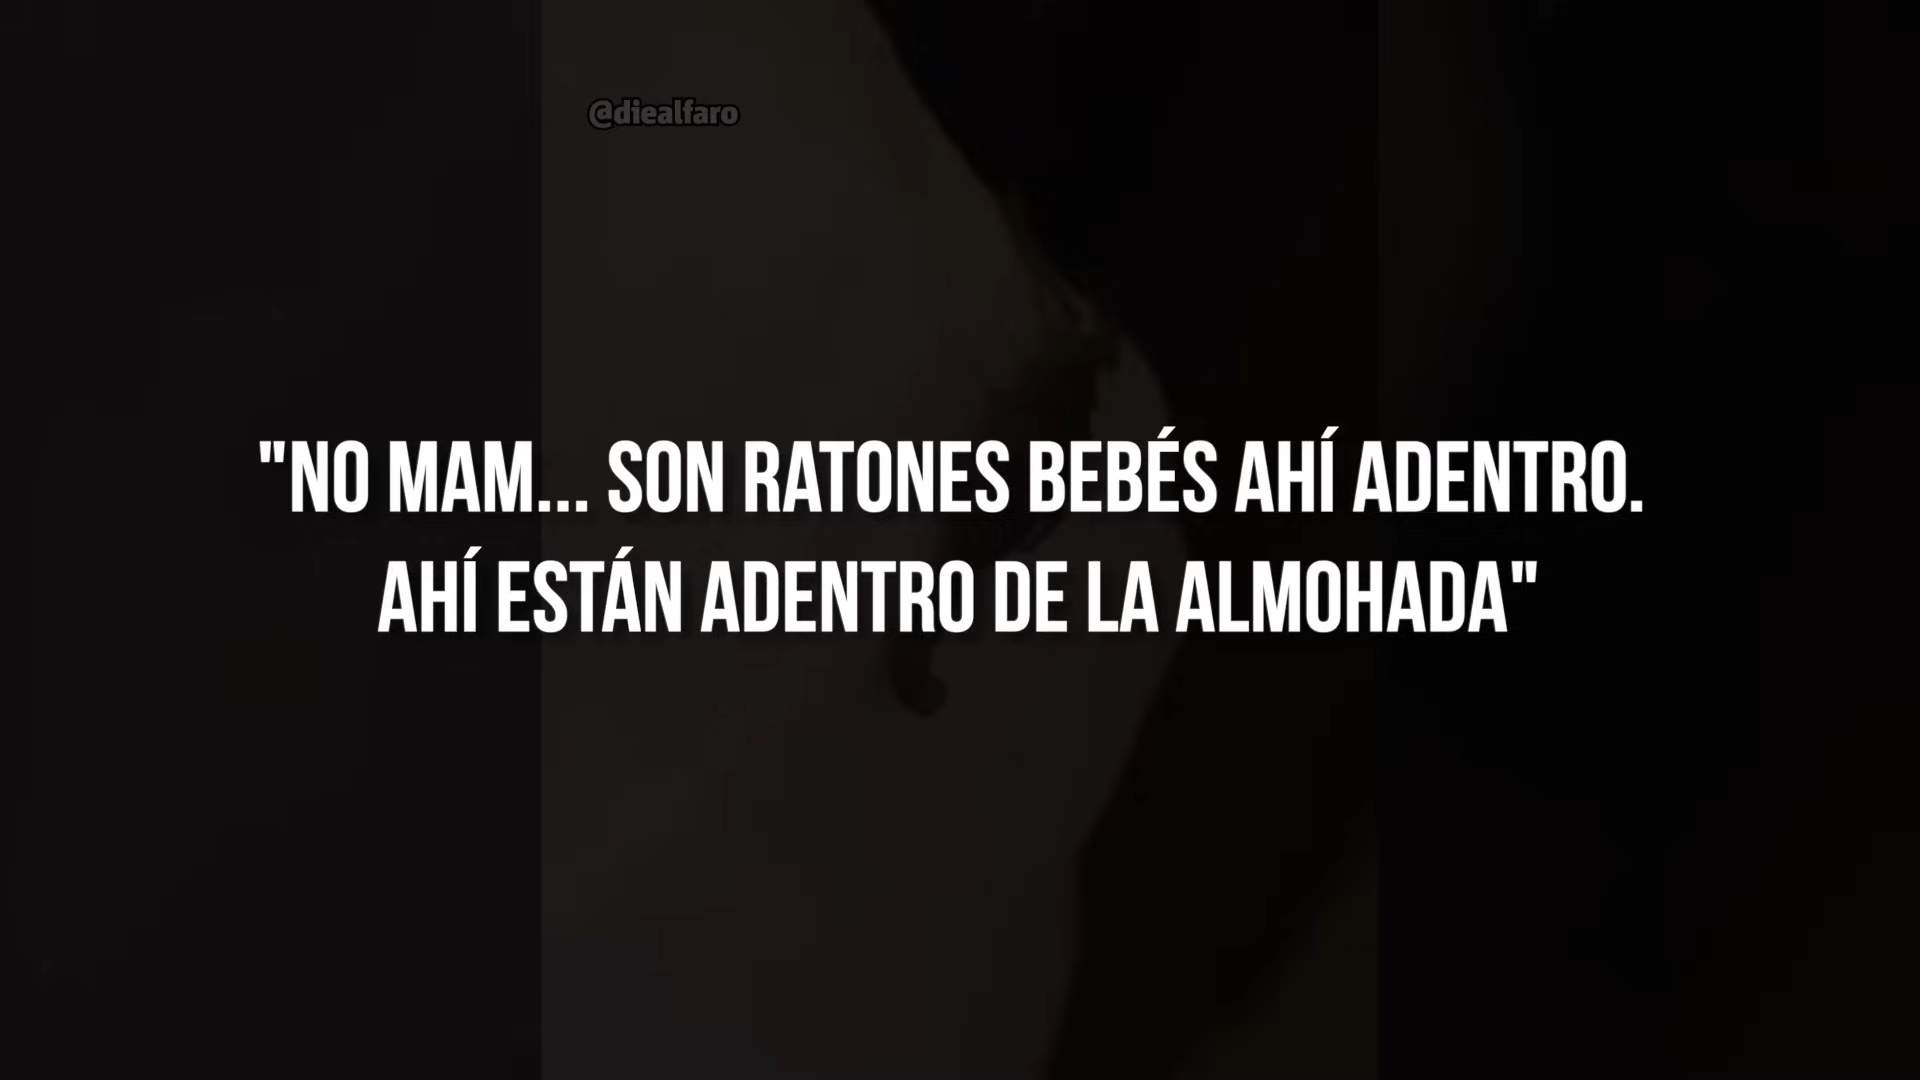 @diealfaro
"NO MAM... SON RATONES BEBÉS AHÍ ADENTRO.
AHÍ ESTÁN ADENTRO DE LA ALMOHADA"